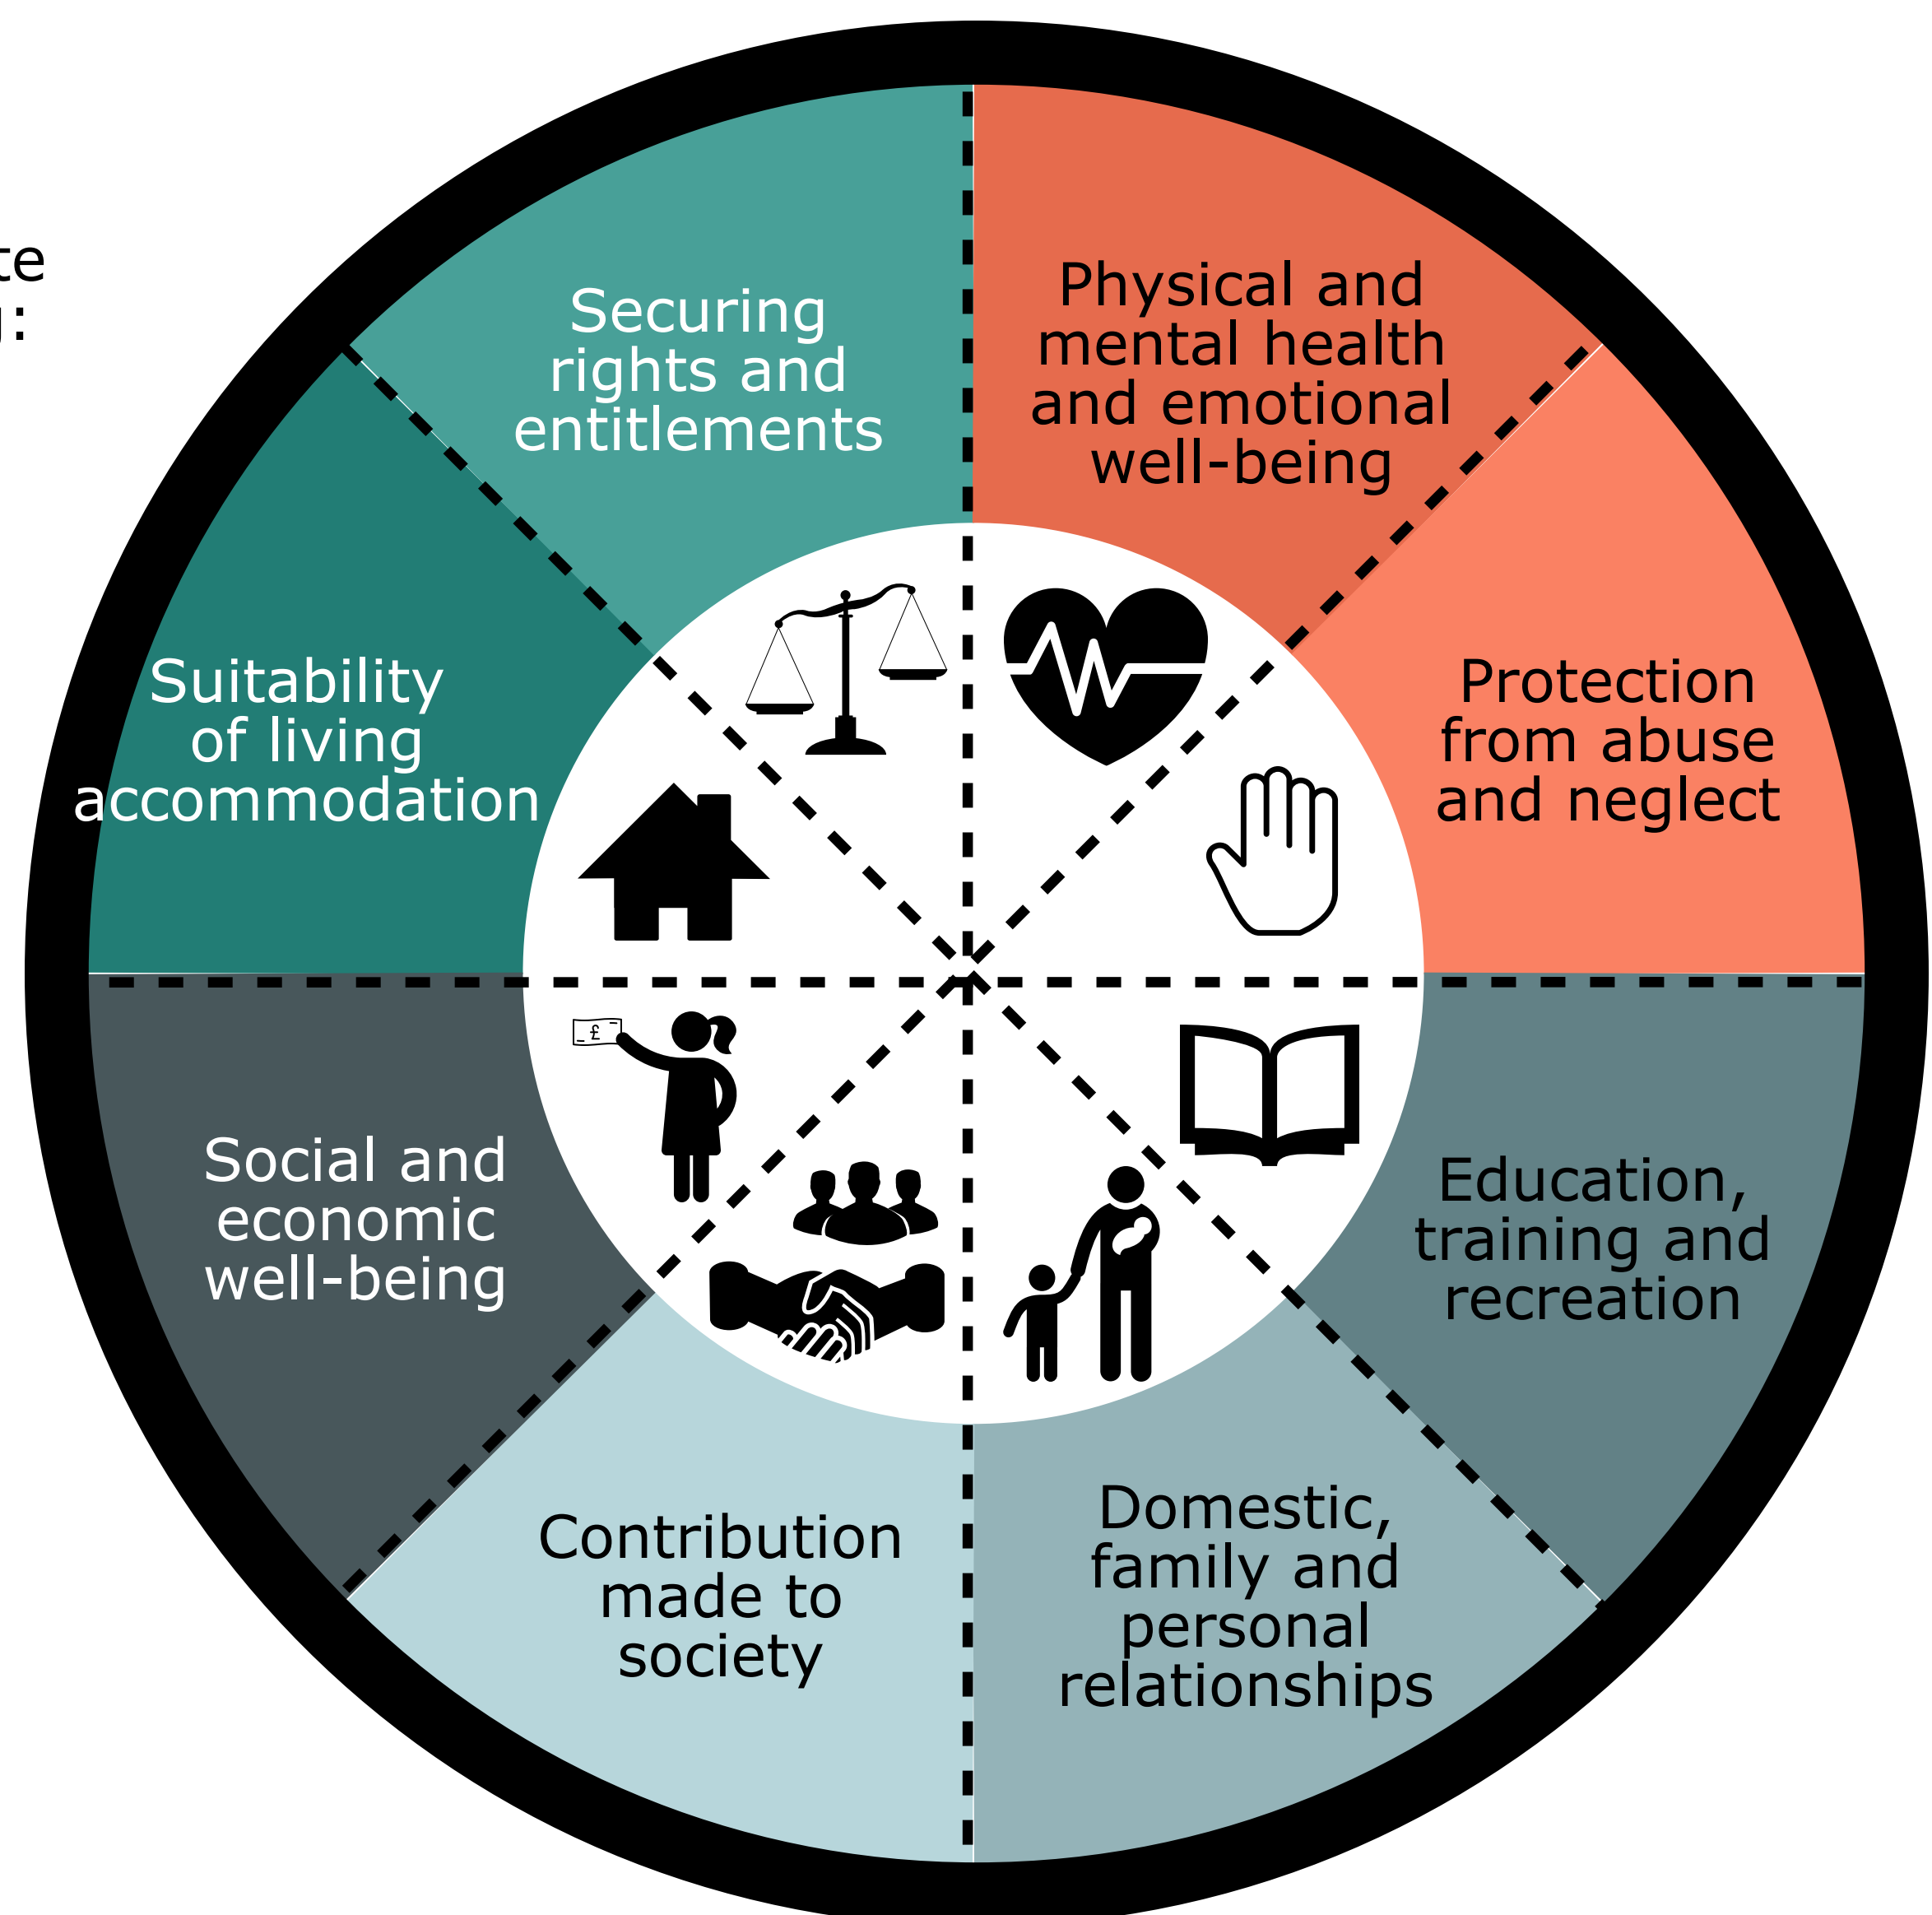 Securing
rights and
entitlements
Physical and
mental health
and emotional
well-being
Protection
from abuse
and neglect
Education,
training and
recreation
Domestic,
family and
personal
relationships
Contribution
made to
society
Social and
economic
well-being
£
Suitability
of living
accommodation